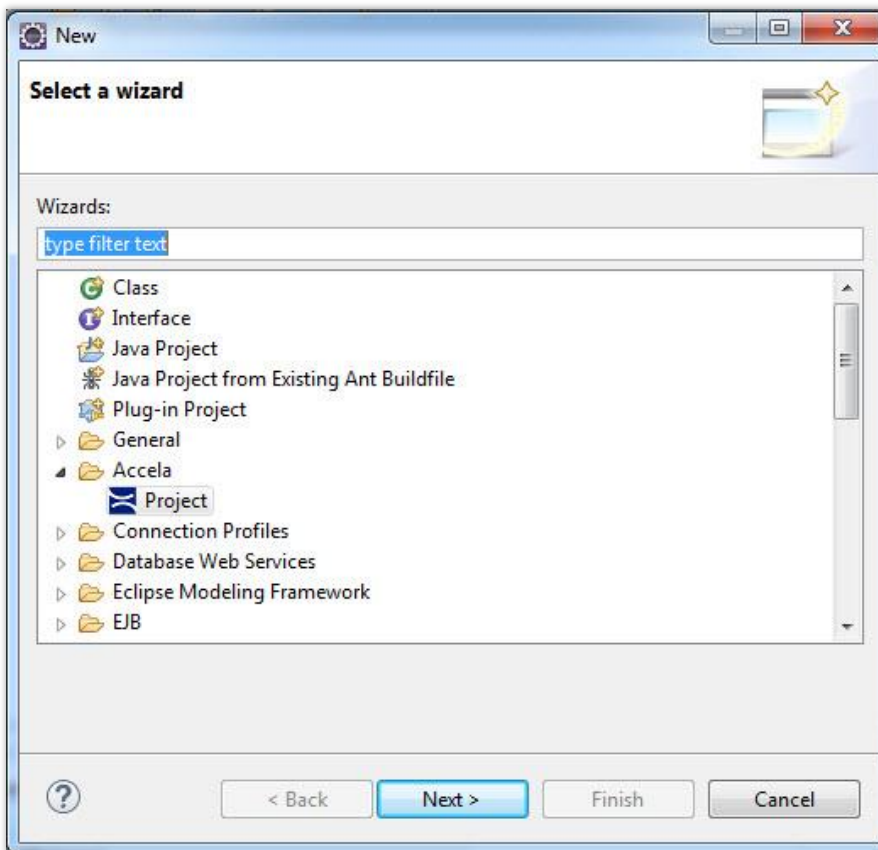 New
Select a wizard
Wizards:
type filter text
Class
Interface
Java Project
Java Project from Existing Ant Buildfile
Plug-in Project
General
Accela
Project
Connection Profiles
Database Web Services
Eclipse Modeling Framework
EJB
? < Back Next > Finish Cancel